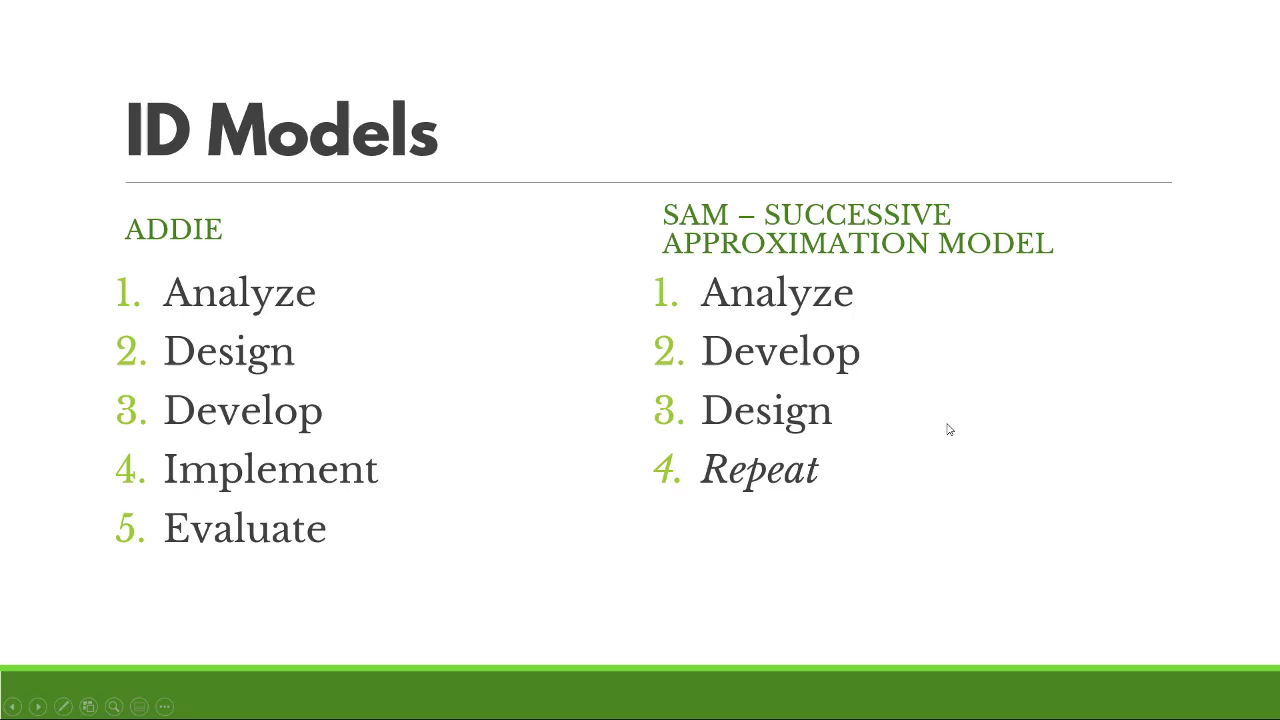 ID Models
ADDIE
1. Analyze
2. Design
3. Develop
4. Implement
5. Evaluate
SAM – SUCCESSIVE
APPROXIMATION MODEL
1. Analyze
2. Develop
3. Design
4. Repeat